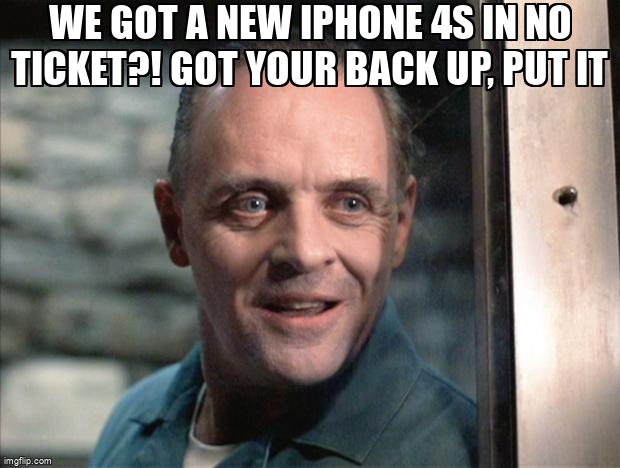 WE GOT A NEW IPHONE 4S IN NO
TICKET?! GOT YOUR BACK UP, PUT IT
imgflip.com